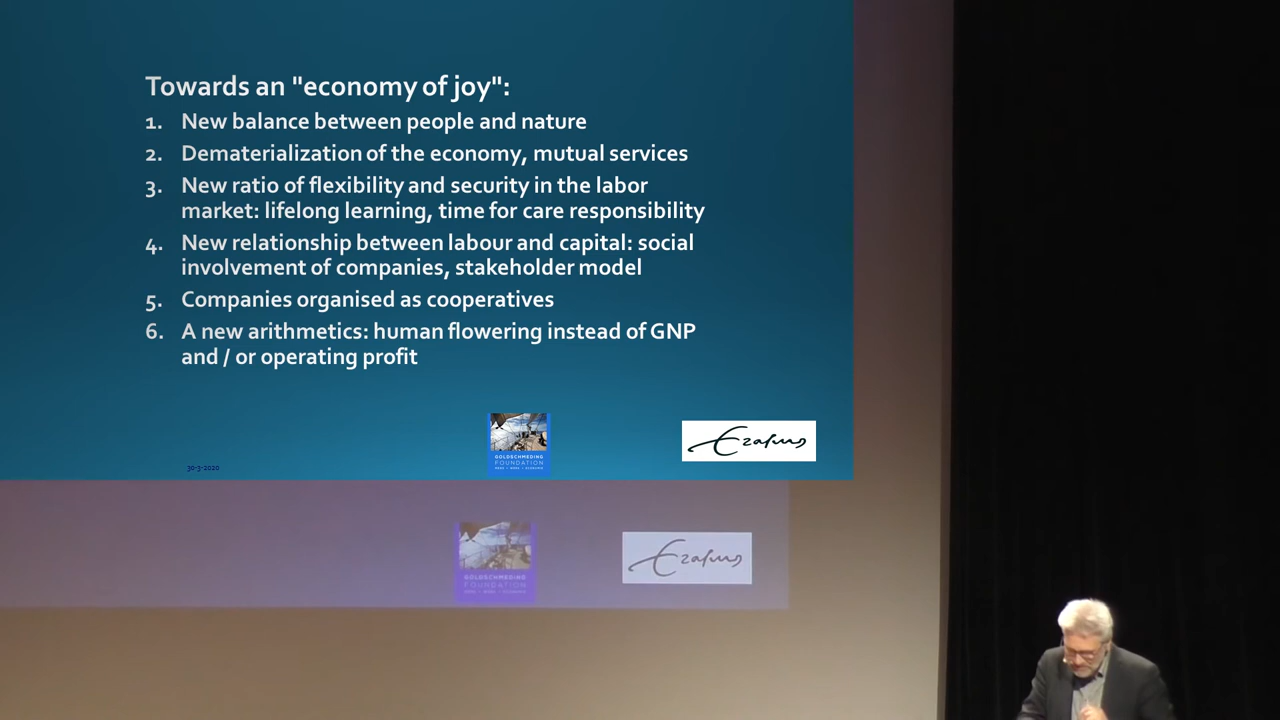 Towards an "economy of joy":
1. New balance between people and nature
2. Dematerialization of the economy, mutual services
3. New ratio of flexibility and security in the labor
market: lifelong learning, time for care responsibility
4. New relationship between labour and capital: social
involvement of companies, stakeholder model
5. Companies organised as cooperatives
6. A new arithmetics: human flowering instead of GNP
and / or operating profit
GOLDSCHMEDING
FOUNDATION
Erasmus
30-3-2020
GOLDSCHMEDING
FOUNDATION
Erasmus